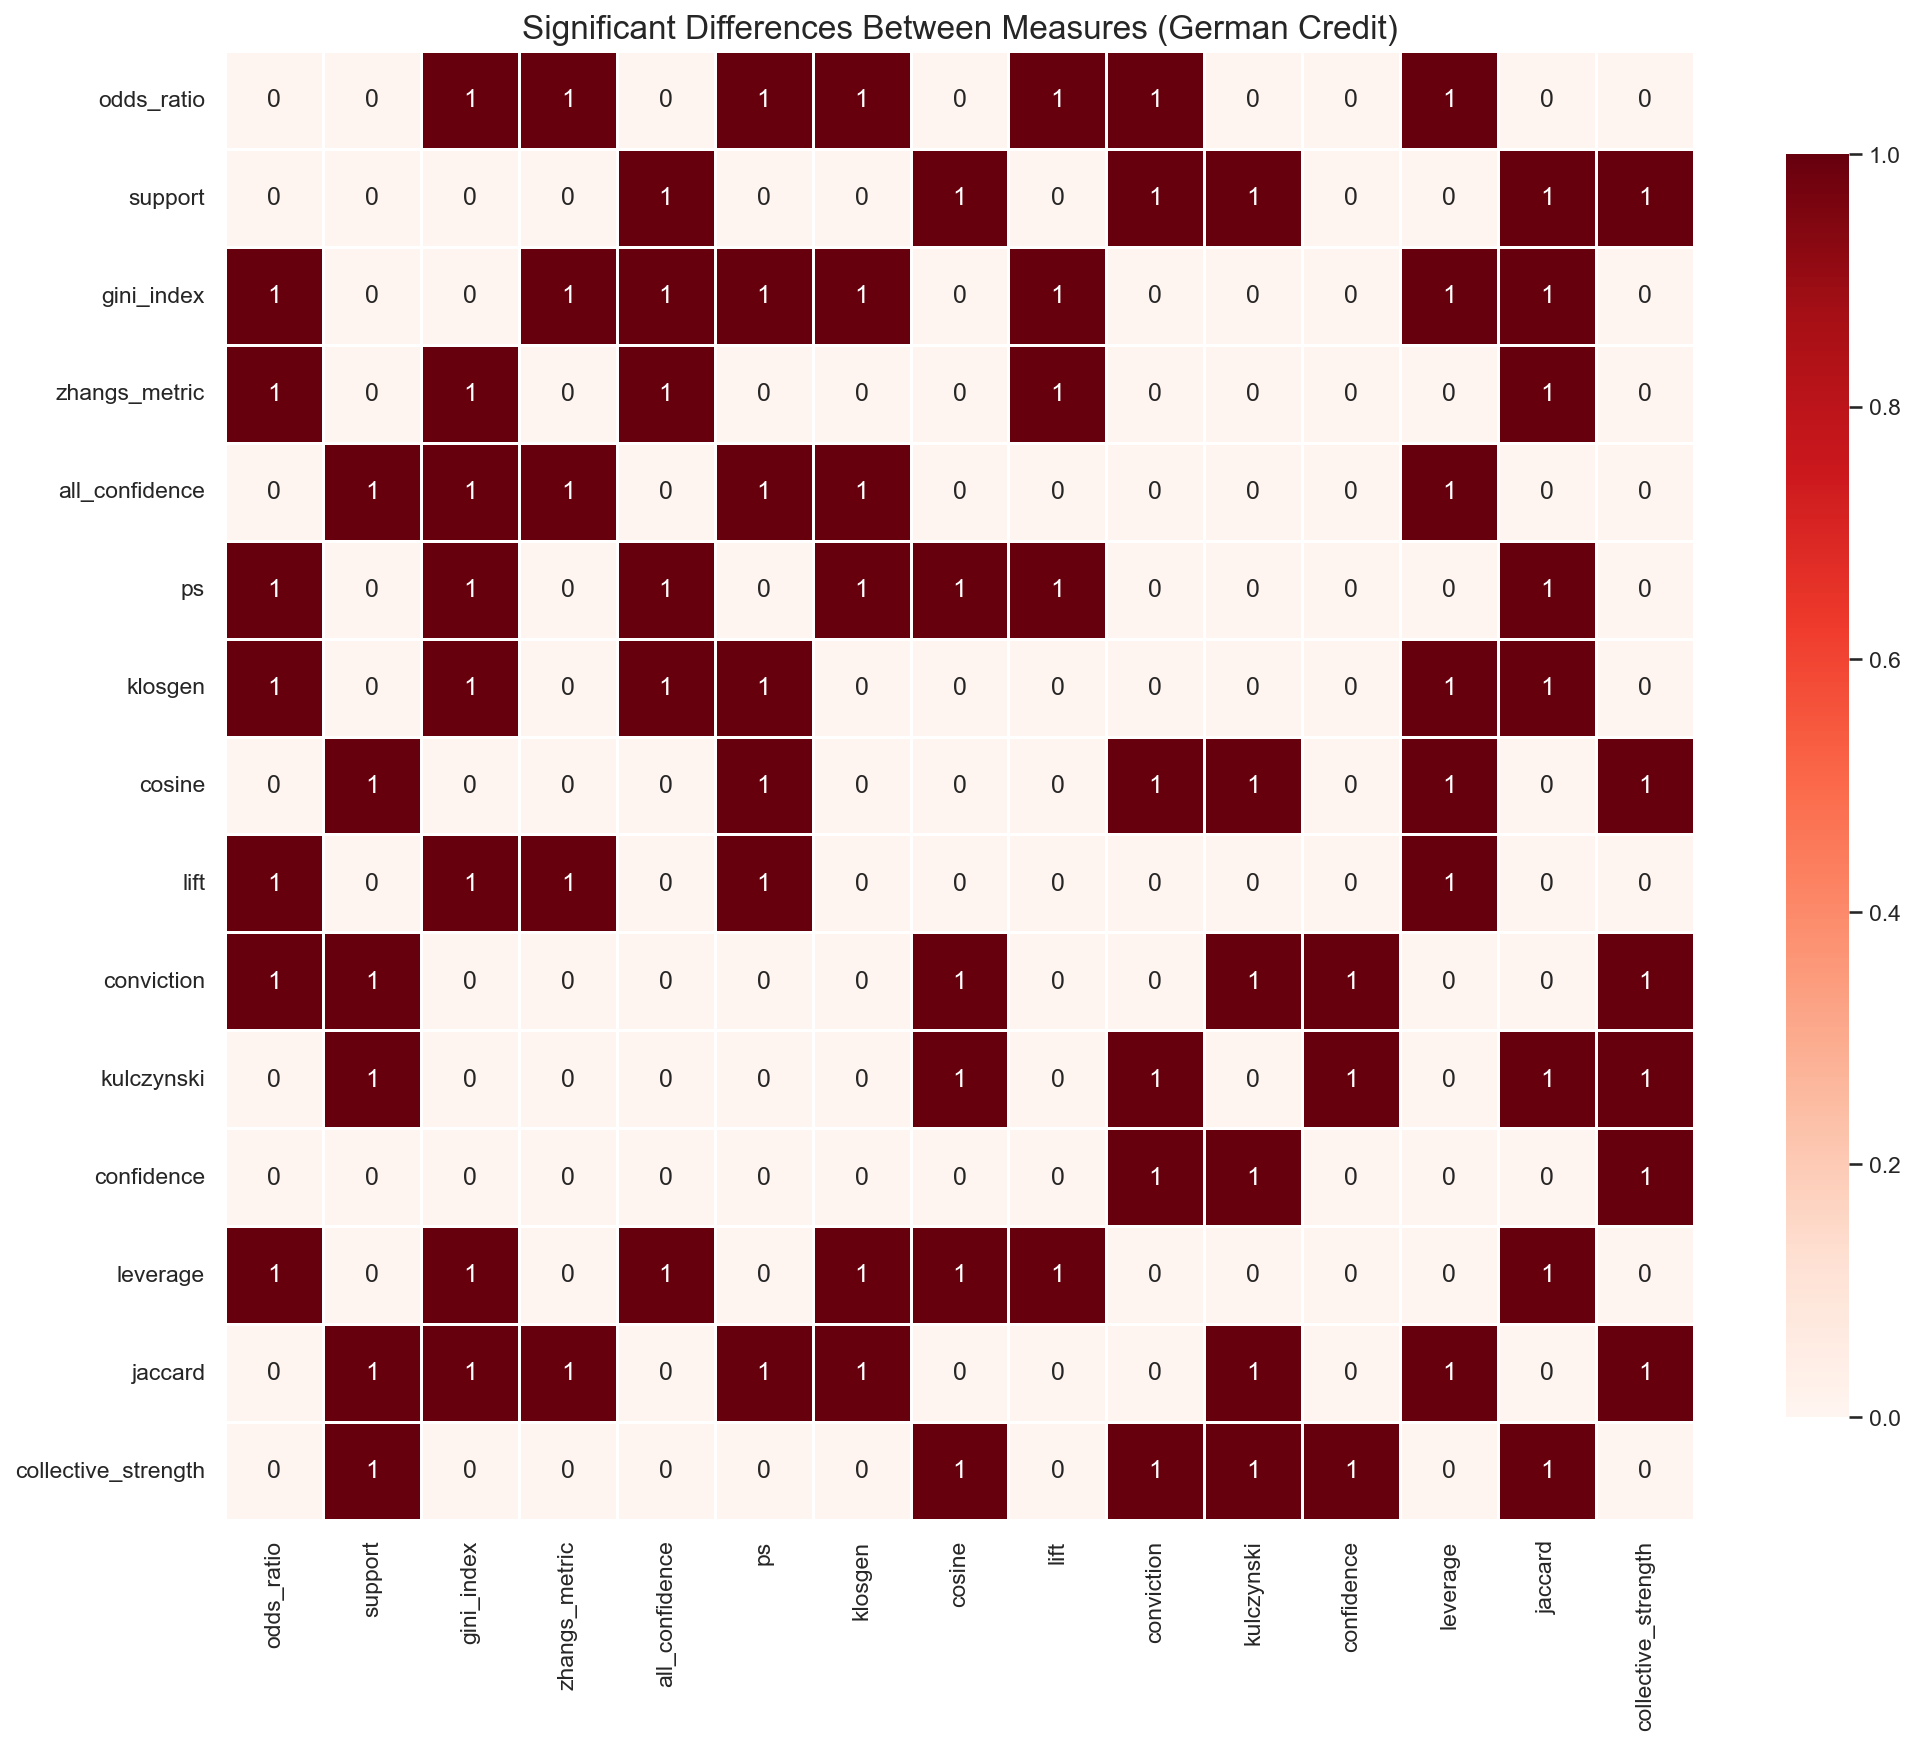 Significant Differences Between Measures (German Credit)
odds_ratio 0 0 1 1 0 1 1 0 1 1 0 0 1 0 0
support 0 0 0 0 1 0 0 1 0 1 1 0 0 1 1
gini_index 1 0 0 1 1 1 1 0 1 0 0 0 1 1 0
zhangs_metric 1 0 1 0 1 0 0 0 1 0 0 0 0 1 0
all_confidence 0 1 1 1 0 1 1 0 0 0 0 0 1 0 0
ps 1 0 1 0 1 0 1 1 1 0 0 0 0 1 0
klosgen 1 0 1 0 1 1 0 0 0 0 0 0 1 1 0
cosine 0 1 0 0 0 1 0 0 0 1 1 0 1 0 1
lift 1 0 1 1 0 1 0 0 0 0 0 0 1 0 0
conviction 1 1 0 0 0 0 0 1 0 0 1 1 0 0 1
kulczynski 0 1 0 0 0 0 0 1 0 1 0 1 0 1 1
confidence 0 0 0 0 0 0 0 0 0 1 1 0 0 0 1
leverage 1 0 1 0 1 0 1 1 1 0 0 0 0 1 0
jaccard 0 1 1 1 0 1 1 0 0 0 1 0 1 0 1
collective_strength 0 1 0 0 0 0 0 1 0 1 1 1 0 1 0
odds_ratio
support
gini_index
zhangs_metric
all_confidence
ps
klosgen
cosine
lift
conviction
kulczynski
confidence
leverage
jaccard
collective_strength
1.0
0.8
0.6
0.4
0.2
0.0